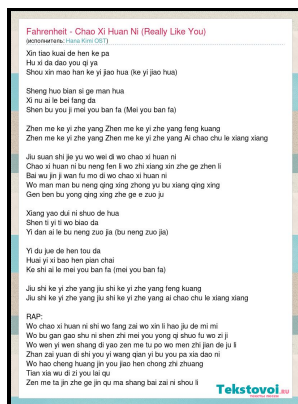 Fahrenheit - Chao Xi Huan Ni (Really Like You)
(исполнитель: Hana Kimi OST)
Xin tiao kuai de hen ke pa
Hu xi da dao you qi ya
Shou xin mao han ke yi jiao hua (ke yi jiao hua)
Sheng huo bian si ge man hua
Xi nu ai le bei fang da
Shen bu you ji mei you ban fa (Mei you ban fa)
Zhen me ke yi zhe yang Zhen me ke yi zhe yang feng kuang
Zhen me ke yi zhe yang Zhen me ke yi zhe yang Ai chao chu le xiang xiang
Jiu suan shi jie yu wo wei di wo chao xi huan ni
Chao xi huan ni bu neng fen li wo zhi xiang xin zhe ge zhen li
Bai wu jin ji wan fu mo di wo chao xi huan ni
Wo man man bu neng qing xing zhong yu bu xiang qing xing
Gen ben bu yong qing xing zhe ge e zuo ju
Xiang yao dui ni shuo de hua
Shen ti yi ti wo biao da
Yi dan ai le bu neng zuo jia (bu neng zuo jia)
Yi du jue de hen tou da
Huai yi xi bao hen pian chai
Ke shi ai le mei you ban fa (mei you ban fa)
Jiu shi ke yi zhe yang jiu shi ke yi zhe yang feng kuang
Jiu shi ke yi zhe yang jiu shi ke yi zhe yang ai chao chu le xiang xiang
RAP:
Wo chao xi huan ni shi wo fang zai wo xin li hao jiu de mi mi
Wo bu gan gao shu ni shen zhi mei you yong qi shuo fu wo zi ji
Wo wen yi wen shang di yao zen me tu po wo men zhi jian de ju li
Zhan zai yuan di shi you yi wang qian yi bu you pa xia dao ni
Wo hao cheng huang jin you jiao hen chong zhi zhuang
Tian xia wu di zi you lai qu
Zen me ta jin zhe ge jin qu ma shang bai zai ni shou li
Tekstovoi.RU